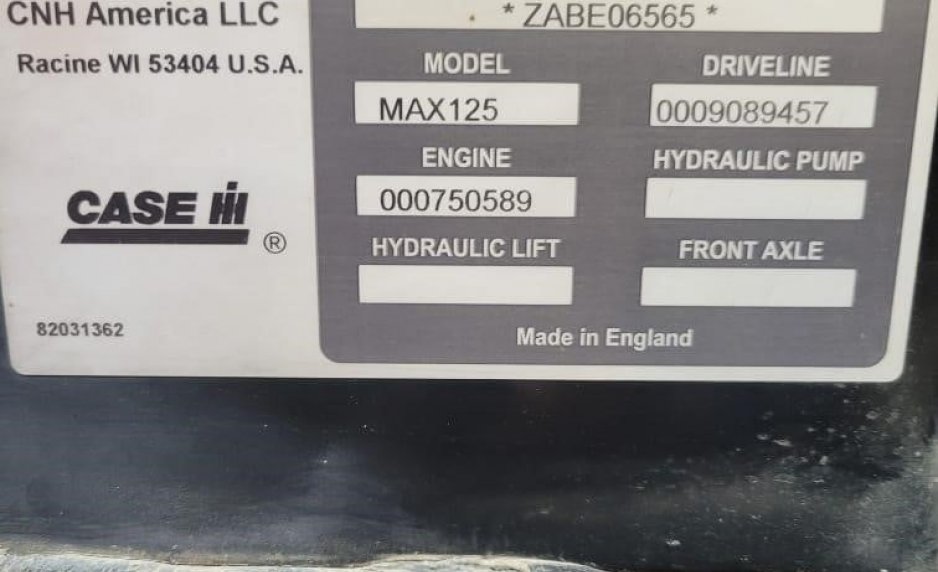 CNH America LLC
Racine WI 53404 U.S.A.
CASE IH
®
82031362
* ZABE06565 *
MODEL
MAX125
DRIVELINE
0009089457
ENGINE
000750589
HYDRAULIC PUMP
HYDRAULIC LIFT
FRONT AXLE
Made in England